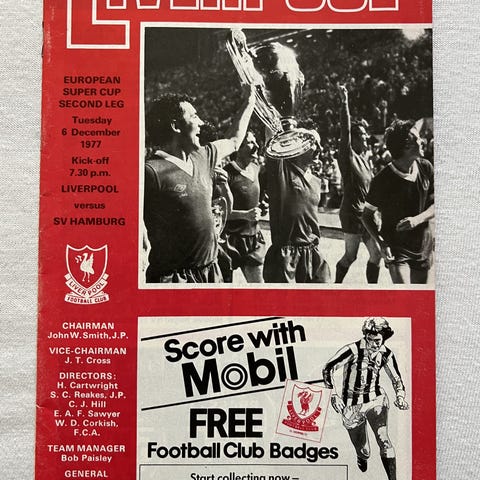 LIVERPOOL
EUROPEAN
SUPER CUP
SECOND LEG
Tuesday
6 December
1977
Kick-off
7.30 p.m.
LIVERPOOL
versus
SV HAMBURG
LIVERPOOL
FOOTBALL CLUB
CHAIRMAN
John W. Smith, J.P.
VICE-CHAIRMAN
J. T. Cross
DIRECTORS:
H. Cartwright
S. C. Reakes, J.P.
C. J. Hill
E. A. F. Sawyer
W. D. Corkish,
F.C.A.
TEAM MANAGER
Bob Paisley
GENERAL
Score with
Mobil
FREE
Football Club Badges
Start collecting now –